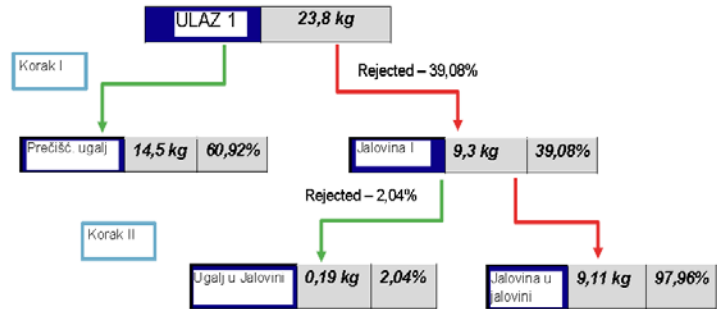 ULAZ 1 23,8 kg
Korak I
Rejected – 39,08%
Prečišć. ugalj 14,5 kg 60,92%
Jalovina I 9,3 kg 39,08%
Rejected – 2,04%
Korak II
Ugalj u Jalovini 0,19 kg 2,04%
Jalovina u
jalovini
9,11 kg 97,96%